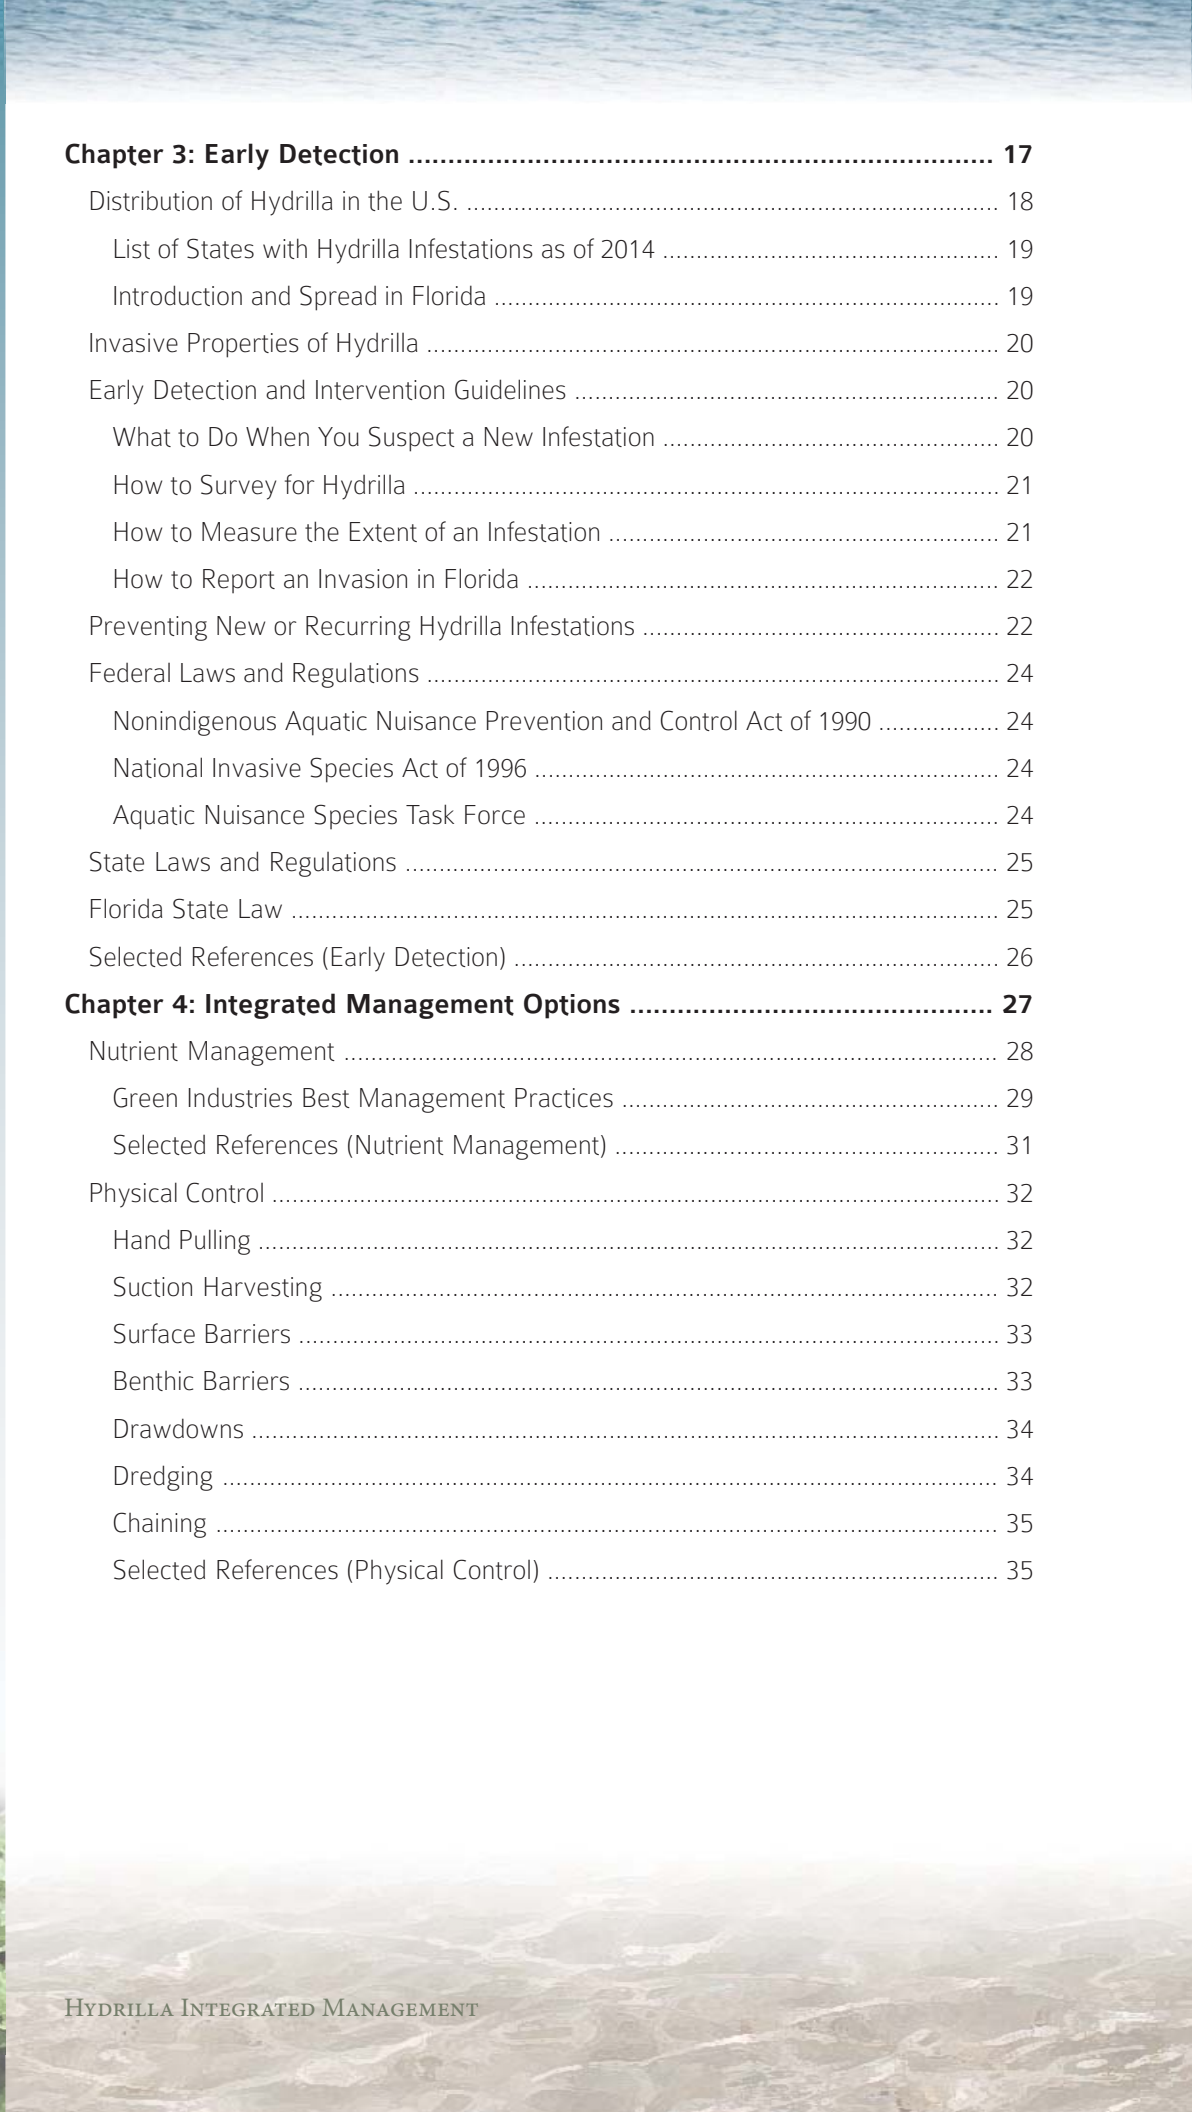 Chapter 3: Early Detection ........................................................................... 17
Distribution of Hydrilla in the U.S. ............................................................................... 18
List of States with Hydrilla Infestations as of 2014 .................................................. 19
Introduction and Spread in Florida ........................................................................... 19
Invasive Properties of Hydrilla ..................................................................................... 20
Early Detection and Intervention Guidelines ............................................................... 20
What to Do When You Suspect a New Infestation .................................................. 20
How to Survey for Hydrilla ....................................................................................... 21
How to Measure the Extent of an Infestation .......................................................... 21
How to Report an Invasion in Florida ...................................................................... 22
Preventing New or Recurring Hydrilla Infestations ..................................................... 22
Federal Laws and Regulations ..................................................................................... 24
Nonindigenous Aquatic Nuisance Prevention and Control Act of 1990 .................. 24
National Invasive Species Act of 1996 ..................................................................... 24
Aquatic Nuisance Species Task Force ..................................................................... 24
State Laws and Regulations ........................................................................................ 25
Florida State Law ......................................................................................................... 25
Selected References (Early Detection) ........................................................................ 26
Chapter 4: Integrated Management Options .............................................. 27
Nutrient Management ................................................................................................. 28
Green Industries Best Management Practices ........................................................ 29
Selected References (Nutrient Management) ......................................................... 31
Physical Control ............................................................................................................ 32
Hand Pulling .............................................................................................................. 32
Suction Harvesting ................................................................................................... 32
Surface Barriers ........................................................................................................ 33
Benthic Barriers ........................................................................................................ 33
Drawdowns ............................................................................................................... 34
Dredging ................................................................................................................... 34
Chaining .................................................................................................................... 35
Selected References (Physical Control) ................................................................... 35
Hydrilla Integrated Management